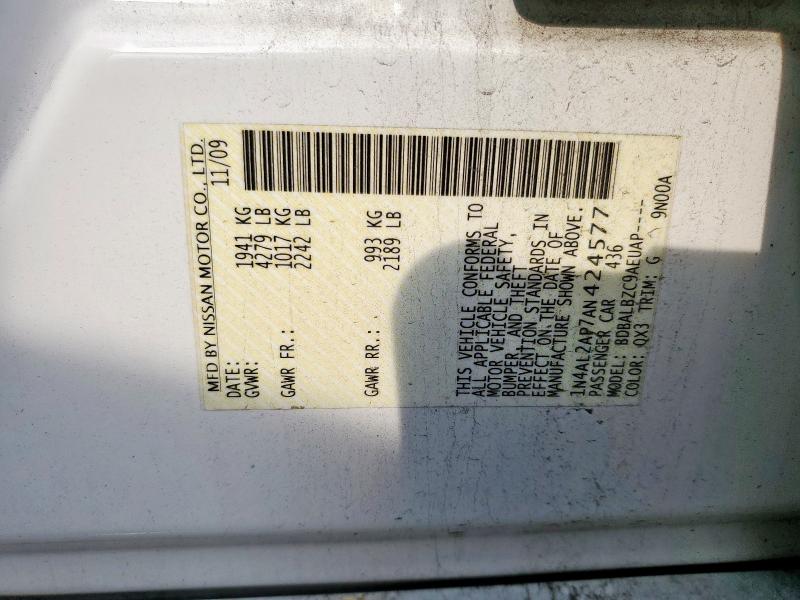 MFD BY NISSAN MOTOR CO., LTD.
DATE: 11/09
GVWR: 1941 KG
4279 LB
GAWR FR.: 1017 KG
2242 LB
GAWR RR.: 993 KG
2189 LB
THIS VEHICLE CONFORMS TO
ALL APPLICABLE FEDERAL
MOTOR VEHICLE SAFETY,
BUMPER, AND THEFT
PREVENTION STANDARDS IN
EFFECT ON THE DATE OF
MANUFACTURE SHOWN ABOVE.
1N4AL2AP7AN424577
PASSENGER CAR 436
MODEL: BDBALBZC9AEUAP----
COLOR: QX3 TRIM: G 9N00A